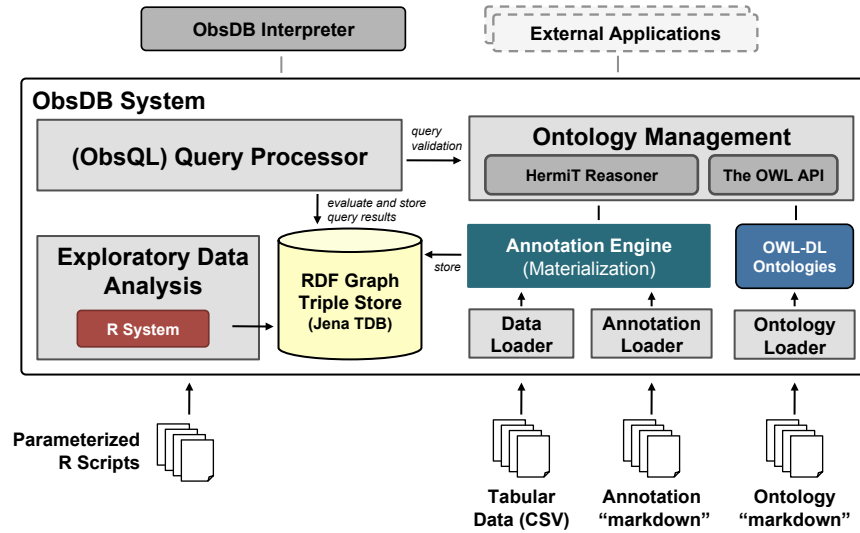 ObsDB Interpreter
External Applications
ObsDB System
(ObsQL) Query Processor
query
validation
Ontology Management
HermiT Reasoner
The OWL API
evaluate and store
query results
Exploratory Data
Analysis
R System
RDF Graph
Triple Store
(Jena TDB)
store
Annotation Engine
(Materialization)
OWL-DL
Ontologies
Data
Loader
Annotation
Loader
Ontology
Loader
Parameterized
R Scripts
Tabular
Data (CSV)
Annotation
“markdown”
Ontology
“markdown”